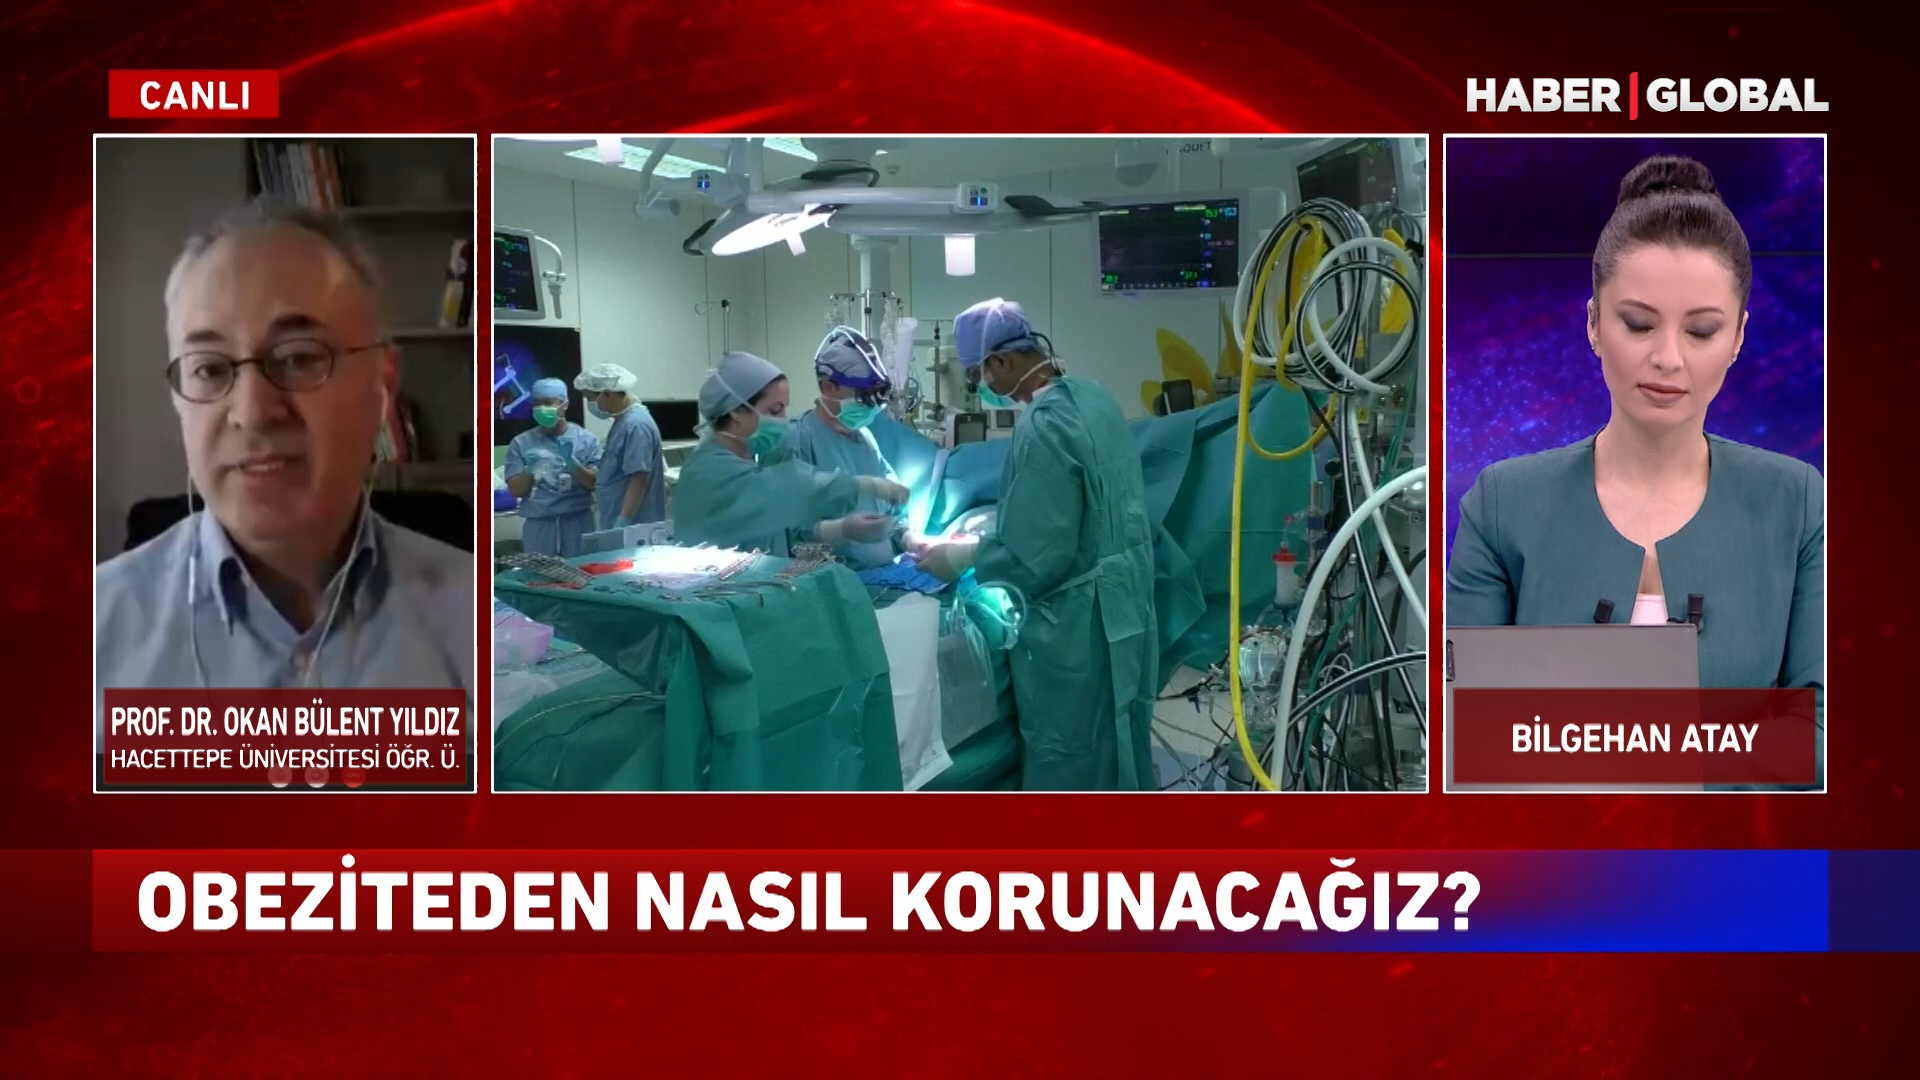 CANLI
HABER GLOBAL
PROF. DR. OKAN BÜLENT YILDIZ
HACETTEPE ÜNİVERSİTESİ ÖĞR. Ü.
BİLGEHAN ATAY
OBEZİTEDEN NASIL KORUNACAĞIZ?